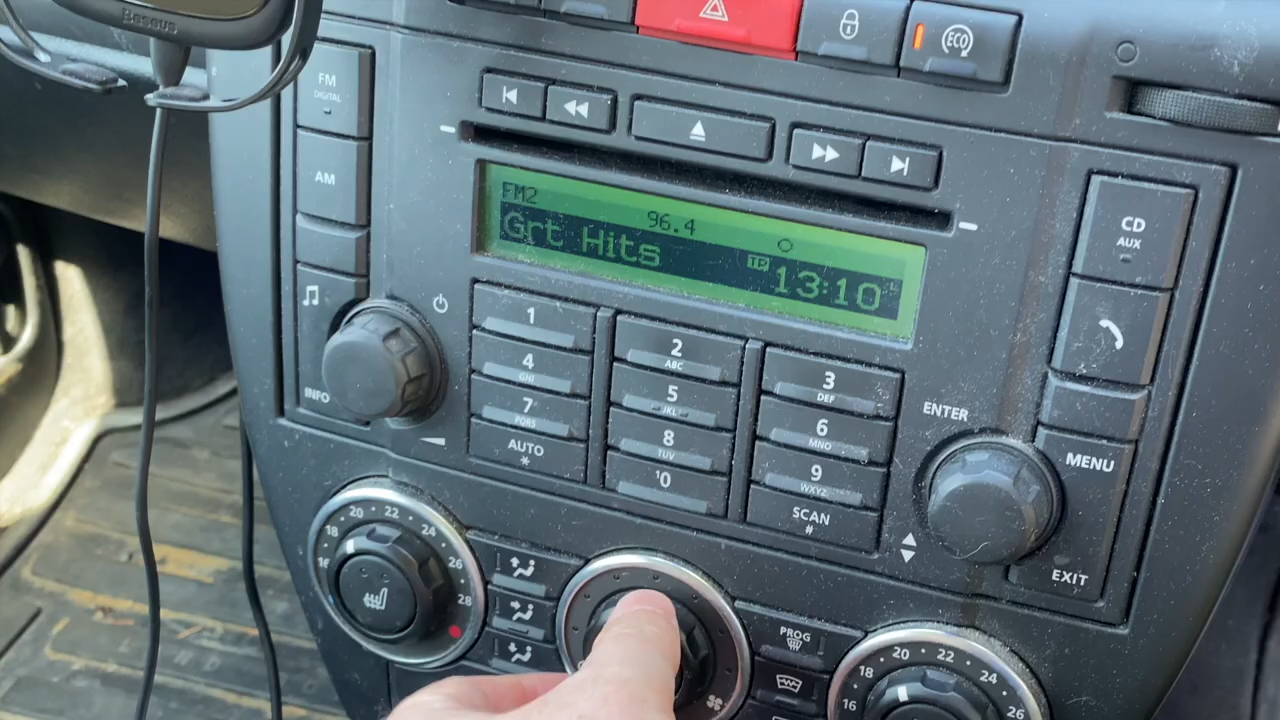 Baseus
ECO
FM
DIGITAL
AM
INFO
FM2
96.4
Grt Hits
TP
13:10
CD
AUX
1
2
ABC
3
DEF
4
GHI
5
JKL
6
MNO
7
PQRS
8
TUV
9
WXYZ
AUTO
*
0
SCAN
#
ENTER
MENU
EXIT
16 18 20 22 24 26 28
PROG
16 18 20 22 24 26